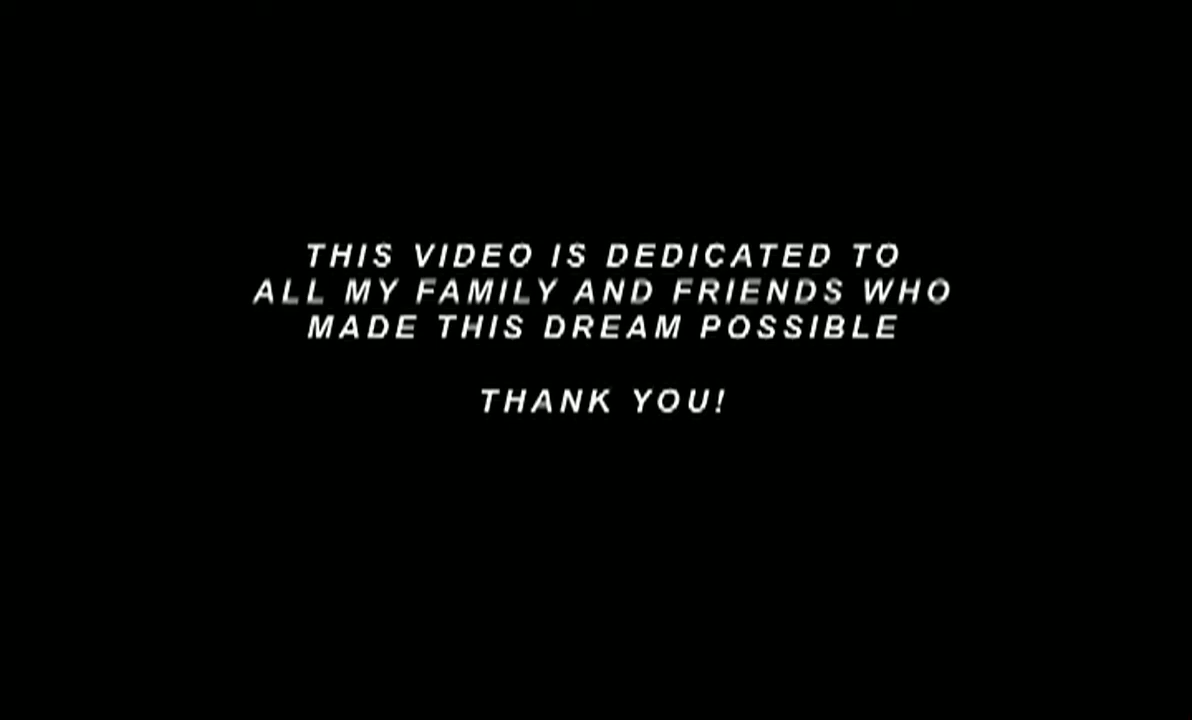 THIS VIDEO IS DEDICATED TO
ALL MY FAMILY AND FRIENDS WHO
MADE THIS DREAM POSSIBLE
THANK YOU!